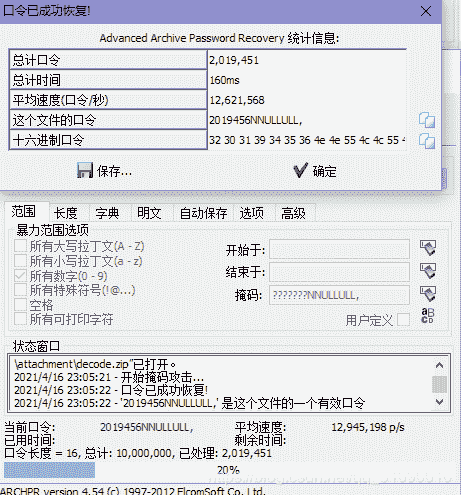 口令已成功恢复!
Advanced Archive Password Recovery 统计信息:
总计口令 2,019,451
总计时间 160ms
平均速度(口令/秒) 12,621,568
这个文件的口令 2019456NNULLULL,
十六进制口令 32 30 31 39 34 35 36 4e 4e 55 4c 4c 55 4
保存... 确定
范围 长度 字典 明文 自动保存 选项 高级
暴力范围选项
所有大写拉丁文(A - Z)
所有小写拉丁文(a - z)
所有数字(0 - 9)
所有特殊符号(!@...)
空格
所有可打印字符
开始于:
结束于:
掩码: ???????NNULLULL,
用户定义
状态窗口
\attachment\decode.zip"已打开。
2021/4/16 23:05:21 - 开始掩码攻击...
2021/4/16 23:05:22 - 口令已成功恢复!
2021/4/16 23:05:22 - '2019456NNULLULL,' 是这个文件的一个有效口令
当前口令: 2019456NNULLULL, 平均速度: 12,945,198 p/s
已用时间: 剩余时间:
口令长度 = 16, 总计: 10,000,000, 已处理: 2,019,451
20%
ARCHPR version 4.54 (c) 1997-2012 ElcomSoft Co. Ltd.